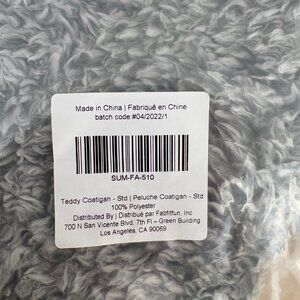 Made in China | Fabriqué en Chine
batch code #04/2022/1
SUM-FA-510
Teddy Coatigan - Std | Peluche Coatigan - Std
100% Polyester
Distributed By | Distribué par Fabfitfun, Inc
700 N San Vicente Blvd, 7th Fl – Green Building
Los Angeles, CA 90069